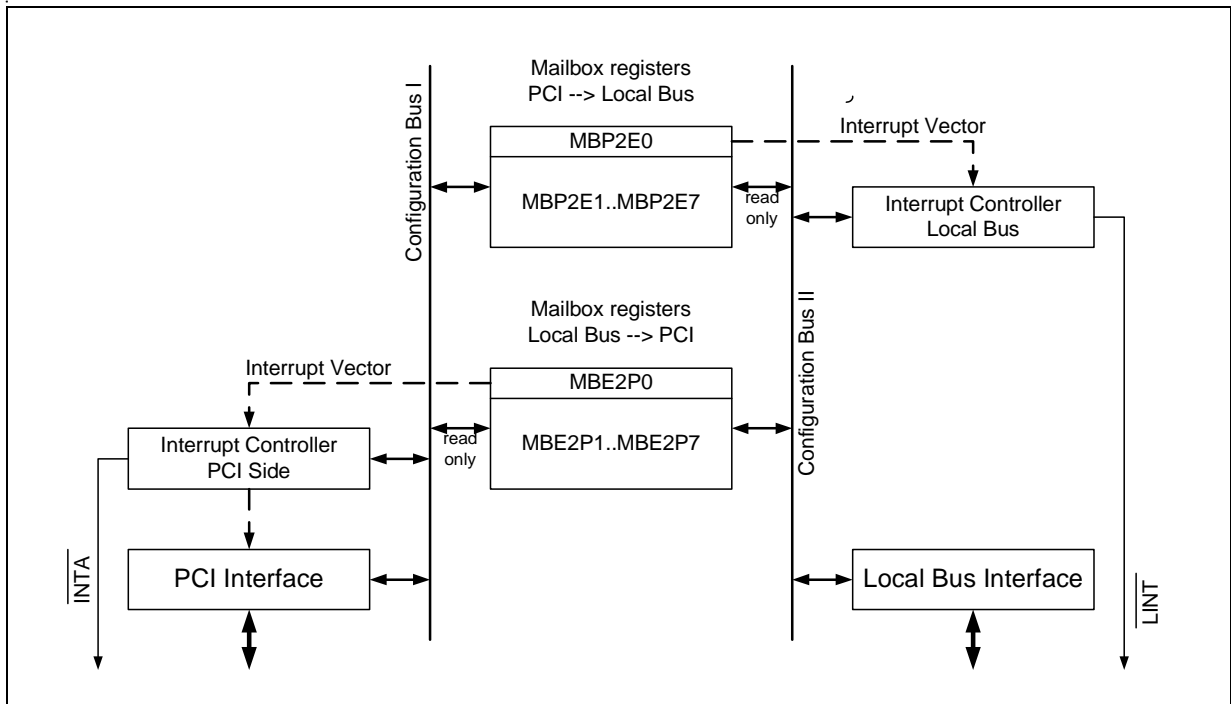 Mailbox registers
PCI --> Local Bus
Configuration Bus I
MBP2E0
MBP2E1..MBP2E7
read
only
Interrupt Vector
Interrupt Controller
Local Bus
Mailbox registers
Local Bus --> PCI
Configuration Bus II
Interrupt Vector
MBE2P0
MBE2P1..MBE2P7
read
only
Interrupt Controller
PCI Side
INTA
PCI Interface
Local Bus Interface
LINT